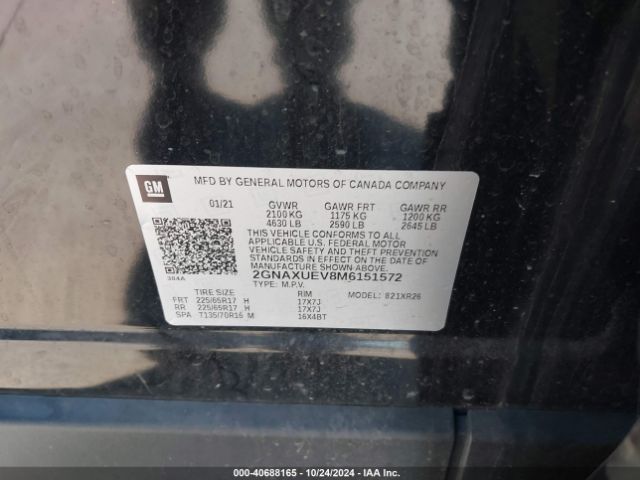 GM
MFD BY GENERAL MOTORS OF CANADA COMPANY
01/21 GVWR GAWR FRT GAWR RR
2100 KG 1175 KG 1200 KG
4630 LB 2590 LB 2645 LB
THIS VEHICLE CONFORMS TO ALL
APPLICABLE U.S. FEDERAL MOTOR
VEHICLE SAFETY AND THEFT PREVENTION
STANDARDS IN EFFECT ON THE DATE OF
MANUFACTURE SHOWN ABOVE.
384A 2GNAXUEV8M6151572
TYPE: M.P.V. MODEL: 821XR26
TIRE SIZE RIM
FRT 225/65R17 H 17X7J
RR 225/65R17 H 17X7J
SPA T135/70R16 M 16X4BT
000-40688165 - 10/24/2024 - IAA Inc.